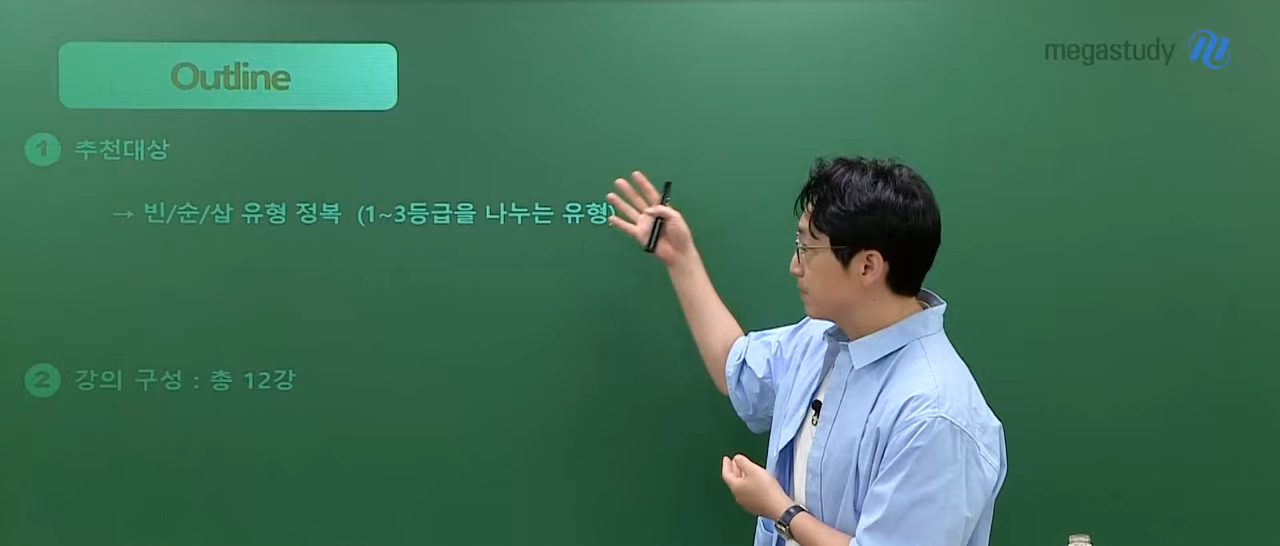 Outline
megastudy
1 추천대상
→ 빈/순/삽 유형 정복 (1~3등급을 나누는 유형)
2 강의 구성 : 총 12강